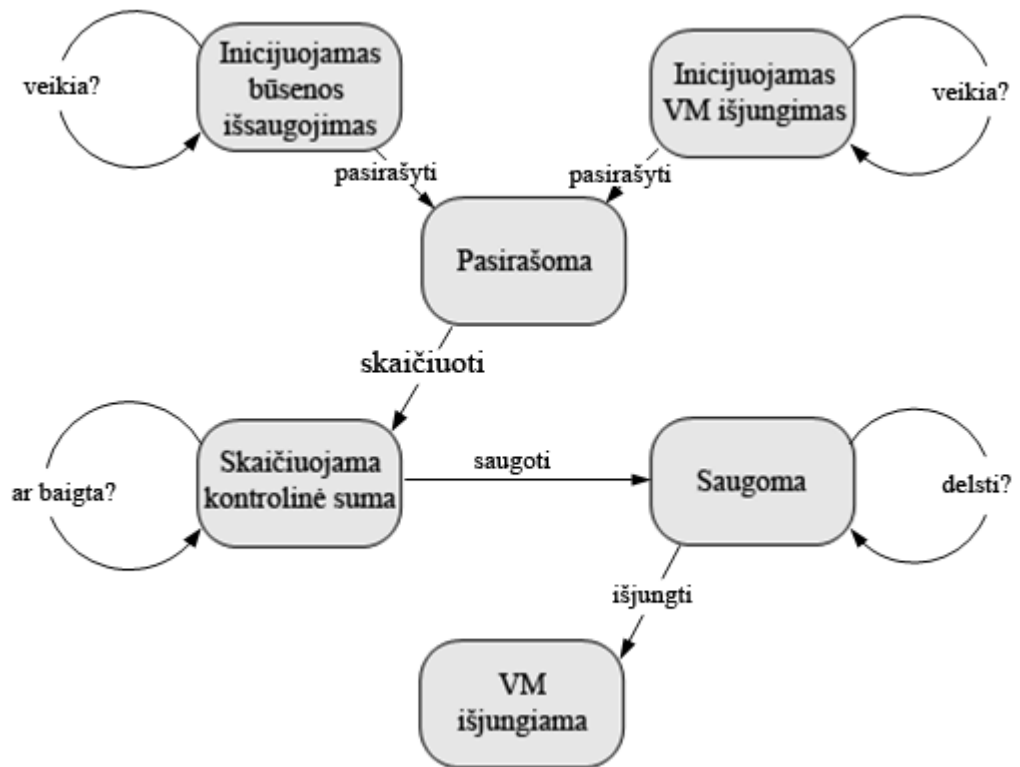 Inicijuojamas
būsenos
išsaugojimas
veikia?
Inicijuojamas
VM išjungimas
veikia?
pasirašyti
pasirašyti
Pasirašoma
skaičiuoti
Skaičiuojama
kontrolinė suma
ar baigta?
saugoti
Saugoma
delsti?
išjungti
VM
išjungiama